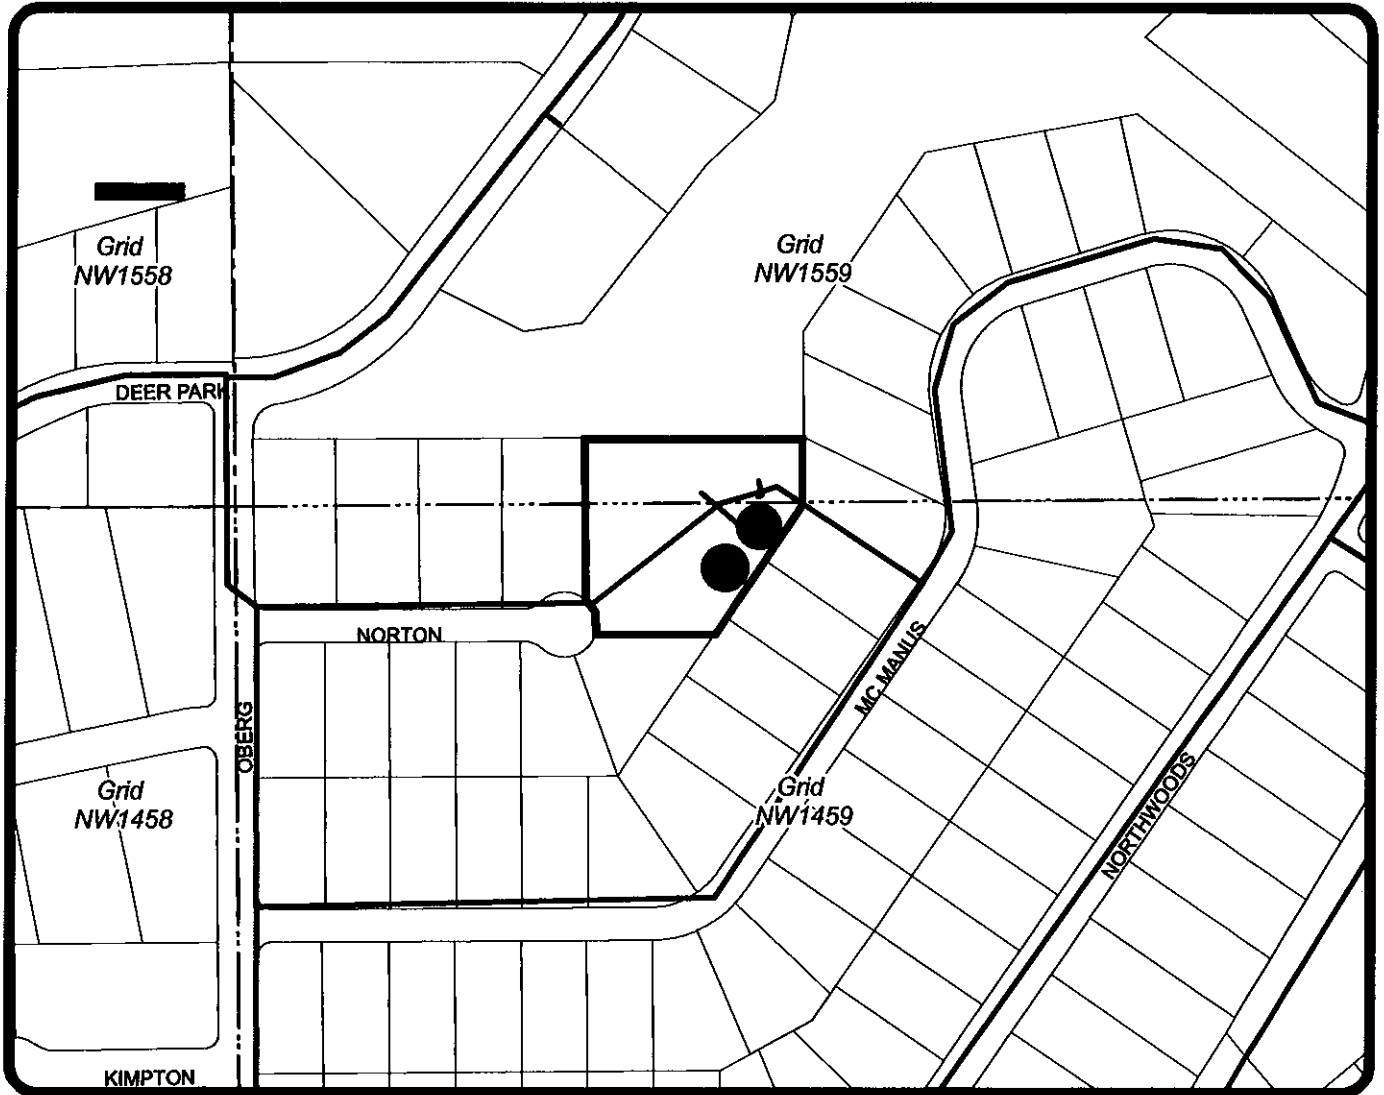 Grid
NW1558
Grid
NW1559
DEER PARK
NORTON
MC MANUS
OBERG
Grid
NW1458
Grid
NW1459
NORTHWOODS
KIMPTON